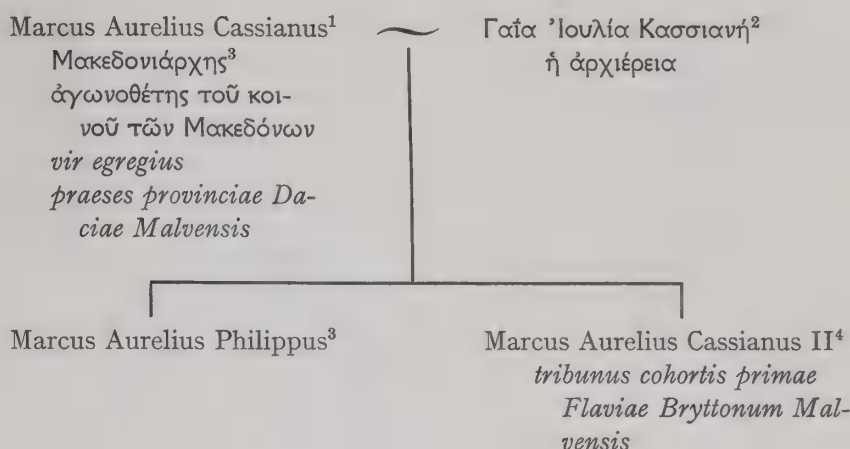 Marcus Aurelius Cassianus¹
Μακεδονιάρχης³
ἀγωνοθέτης τοῦ κοι-
νοῦ τῶν Μακεδόνων
vir egregius
praeses provinciae Da-
ciae Malvensis
Γαΐα Ἰουλία Κασσιανή²
ἡ ἀρχιέρεια
Marcus Aurelius Philippus³
Marcus Aurelius Cassianus II⁴
tribunus cohortis primae
Flaviae Bryttonum Mal-
vensis